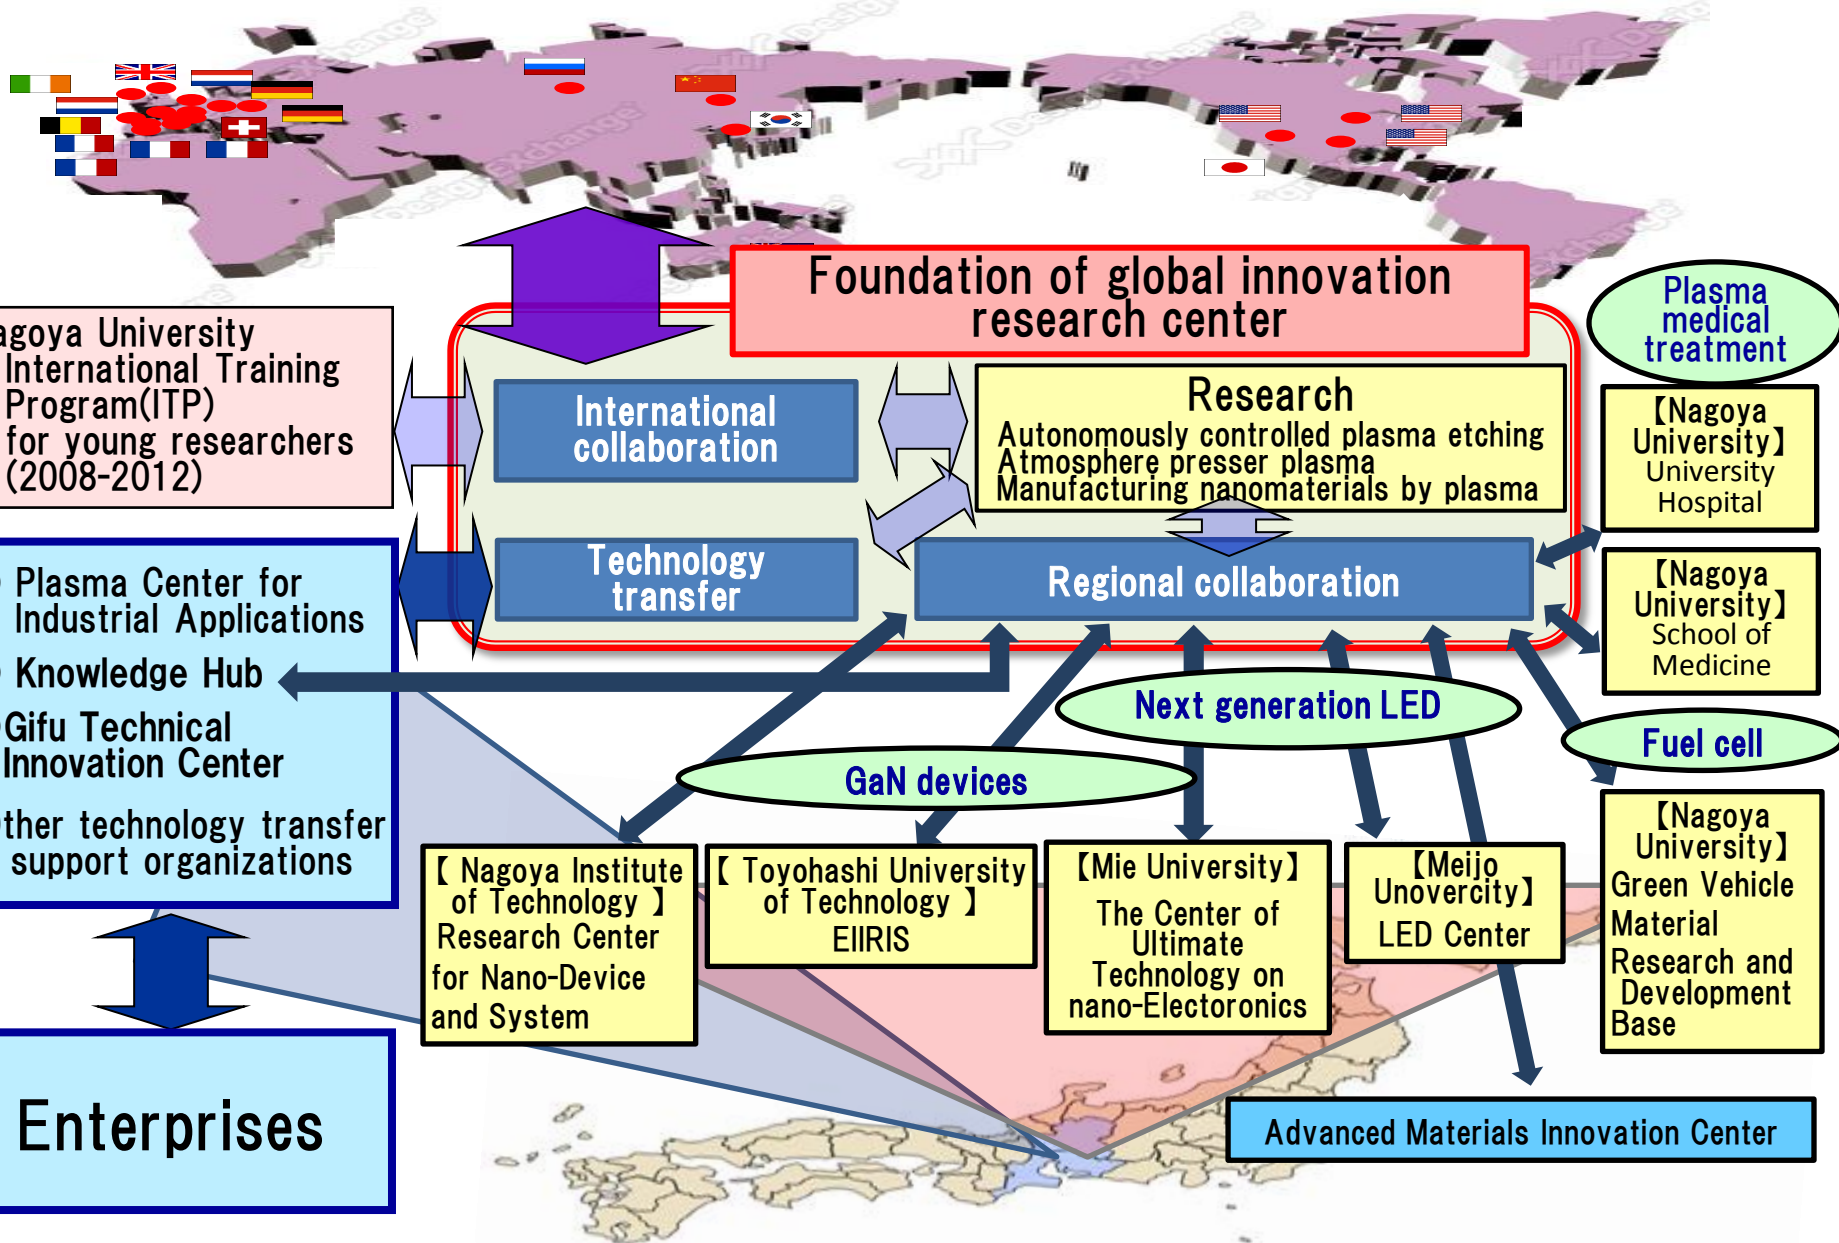 Foundation of global innovation
research center
Plasma
medical
treatment
agoya University
International Training
Program(ITP)
for young researchers
(2008-2012)
International
collaboration
Research
Autonomously controlled plasma etching
Atmosphere presser plasma
Manufacturing nanomaterials by plasma
【Nagoya
University】
University
Hospital
Technology
transfer
Regional collaboration
【Nagoya
University】
School of
Medicine
Plasma Center for
Industrial Applications
Knowledge Hub
Gifu Technical
Innovation Center
ther technology transfer
support organizations
Next generation LED
GaN devices
Fuel cell
【 Nagoya Institute
of Technology 】
Research Center
for Nano-Device
and System
【 Toyohashi University
of Technology 】
EIIRIS
【Mie University】
The Center of
Ultimate
Technology on
nano-Electoronics
【Meijo
Unovercity】
LED Center
【Nagoya
University】
Green Vehicle
Material
Research and
Development
Base
Enterprises
Advanced Materials Innovation Center